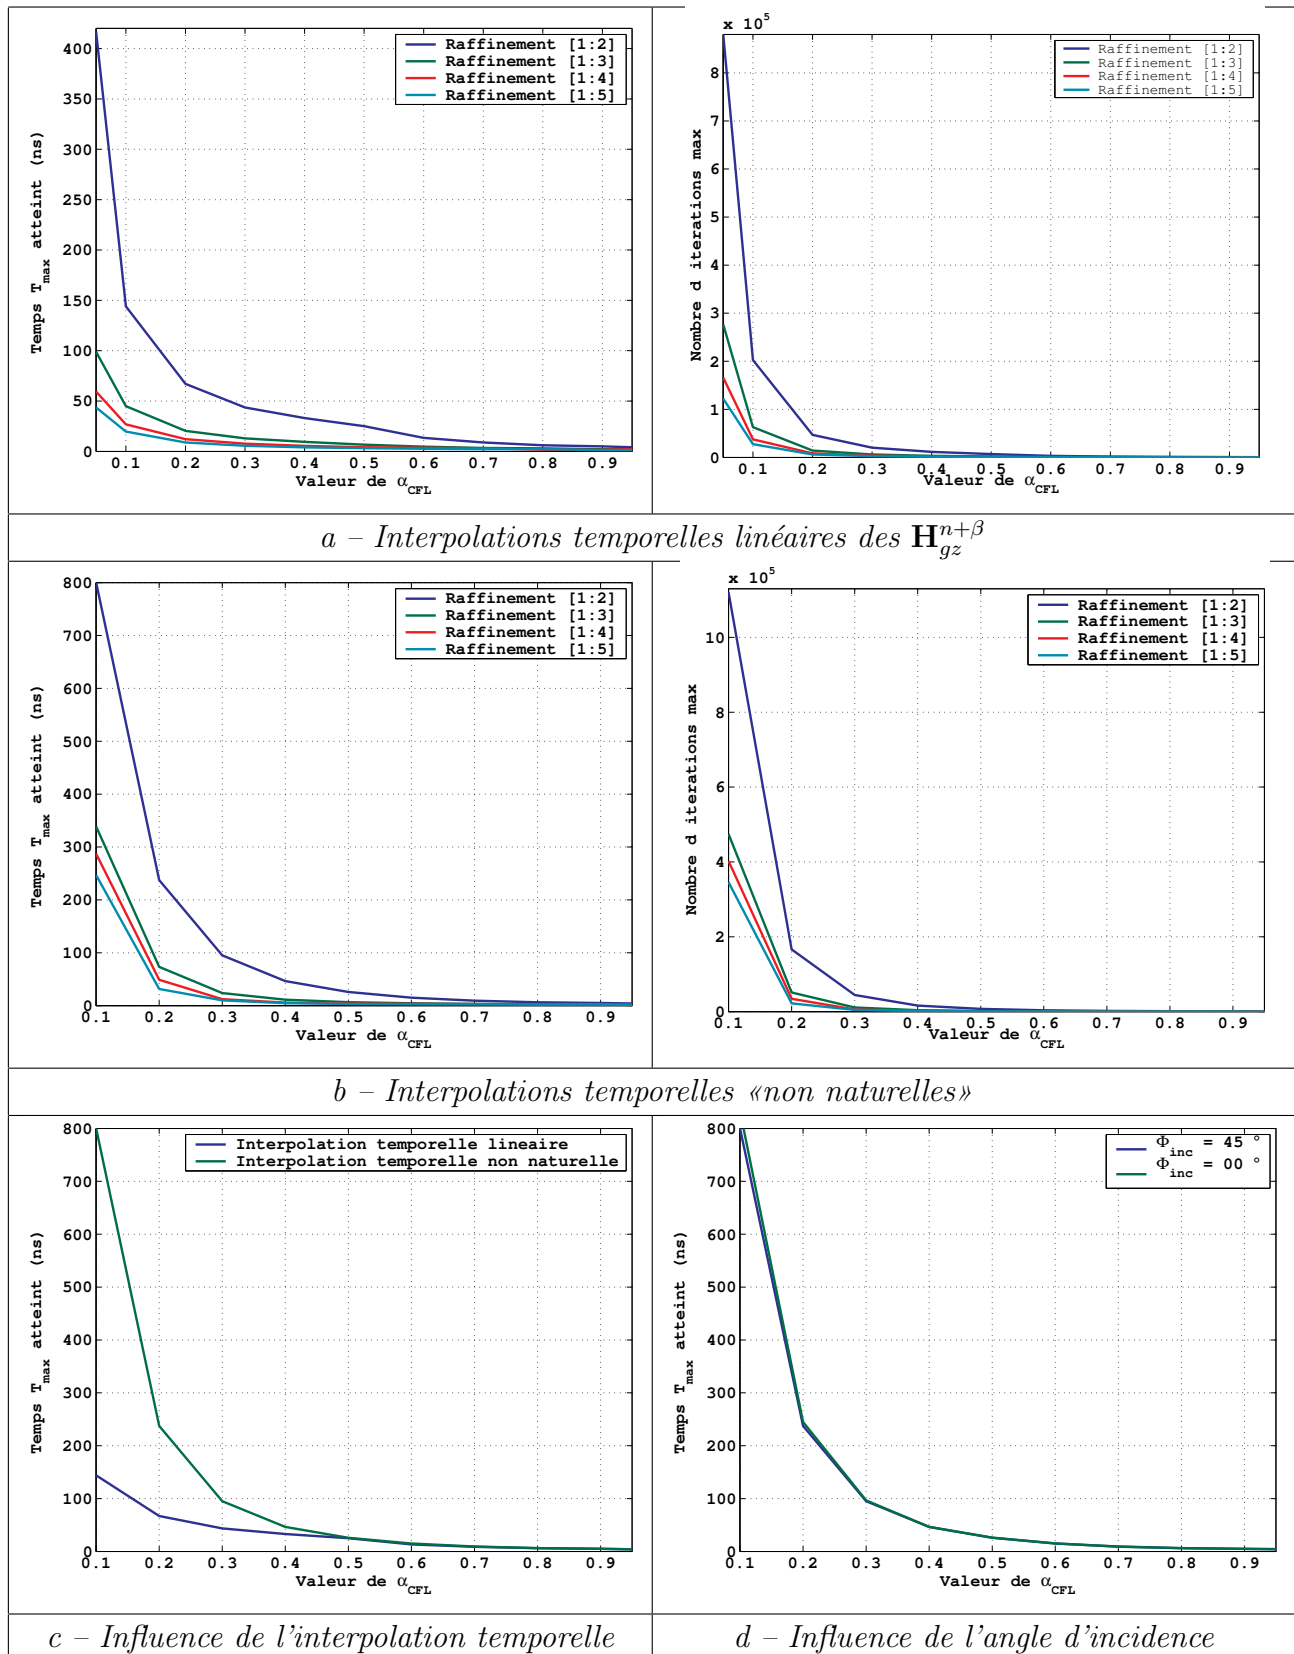 400
350
300
250
200
150
100
50
0
0.1 0.2 0.3 0.4 0.5 0.6 0.7 0.8 0.9
Valeur de α_CFL
Temps T_max atteint (ns)
Raffinement [1:2]
Raffinement [1:3]
Raffinement [1:4]
Raffinement [1:5]
x 10^5
8
7
6
5
4
3
2
1
0
0.1 0.2 0.3 0.4 0.5 0.6 0.7 0.8 0.9
Valeur de α_CFL
Nombre d iterations max
Raffinement [1:2]
Raffinement [1:3]
Raffinement [1:4]
Raffinement [1:5]
a – Interpolations temporelles linéaires des H_{gz}^{n+β}
800
700
600
500
400
300
200
100
0
0.1 0.2 0.3 0.4 0.5 0.6 0.7 0.8 0.9
Valeur de α_CFL
Temps T_max atteint (ns)
Raffinement [1:2]
Raffinement [1:3]
Raffinement [1:4]
Raffinement [1:5]
x 10^5
10
8
6
4
2
0
0.1 0.2 0.3 0.4 0.5 0.6 0.7 0.8 0.9
Valeur de α_CFL
Nombre d iterations max
Raffinement [1:2]
Raffinement [1:3]
Raffinement [1:4]
Raffinement [1:5]
b – Interpolations temporelles «non naturelles»
800
700
600
500
400
300
200
100
0
0.1 0.2 0.3 0.4 0.5 0.6 0.7 0.8 0.9
Valeur de α_CFL
Temps T_max atteint (ns)
Interpolation temporelle lineaire
Interpolation temporelle non naturelle
800
700
600
500
400
300
200
100
0
0.1 0.2 0.3 0.4 0.5 0.6 0.7 0.8 0.9
Valeur de α_CFL
Temps T_max atteint (ns)
Φ_inc = 45 °
Φ_inc = 00 °
c – Influence de l'interpolation temporelle
d – Influence de l'angle d'incidence